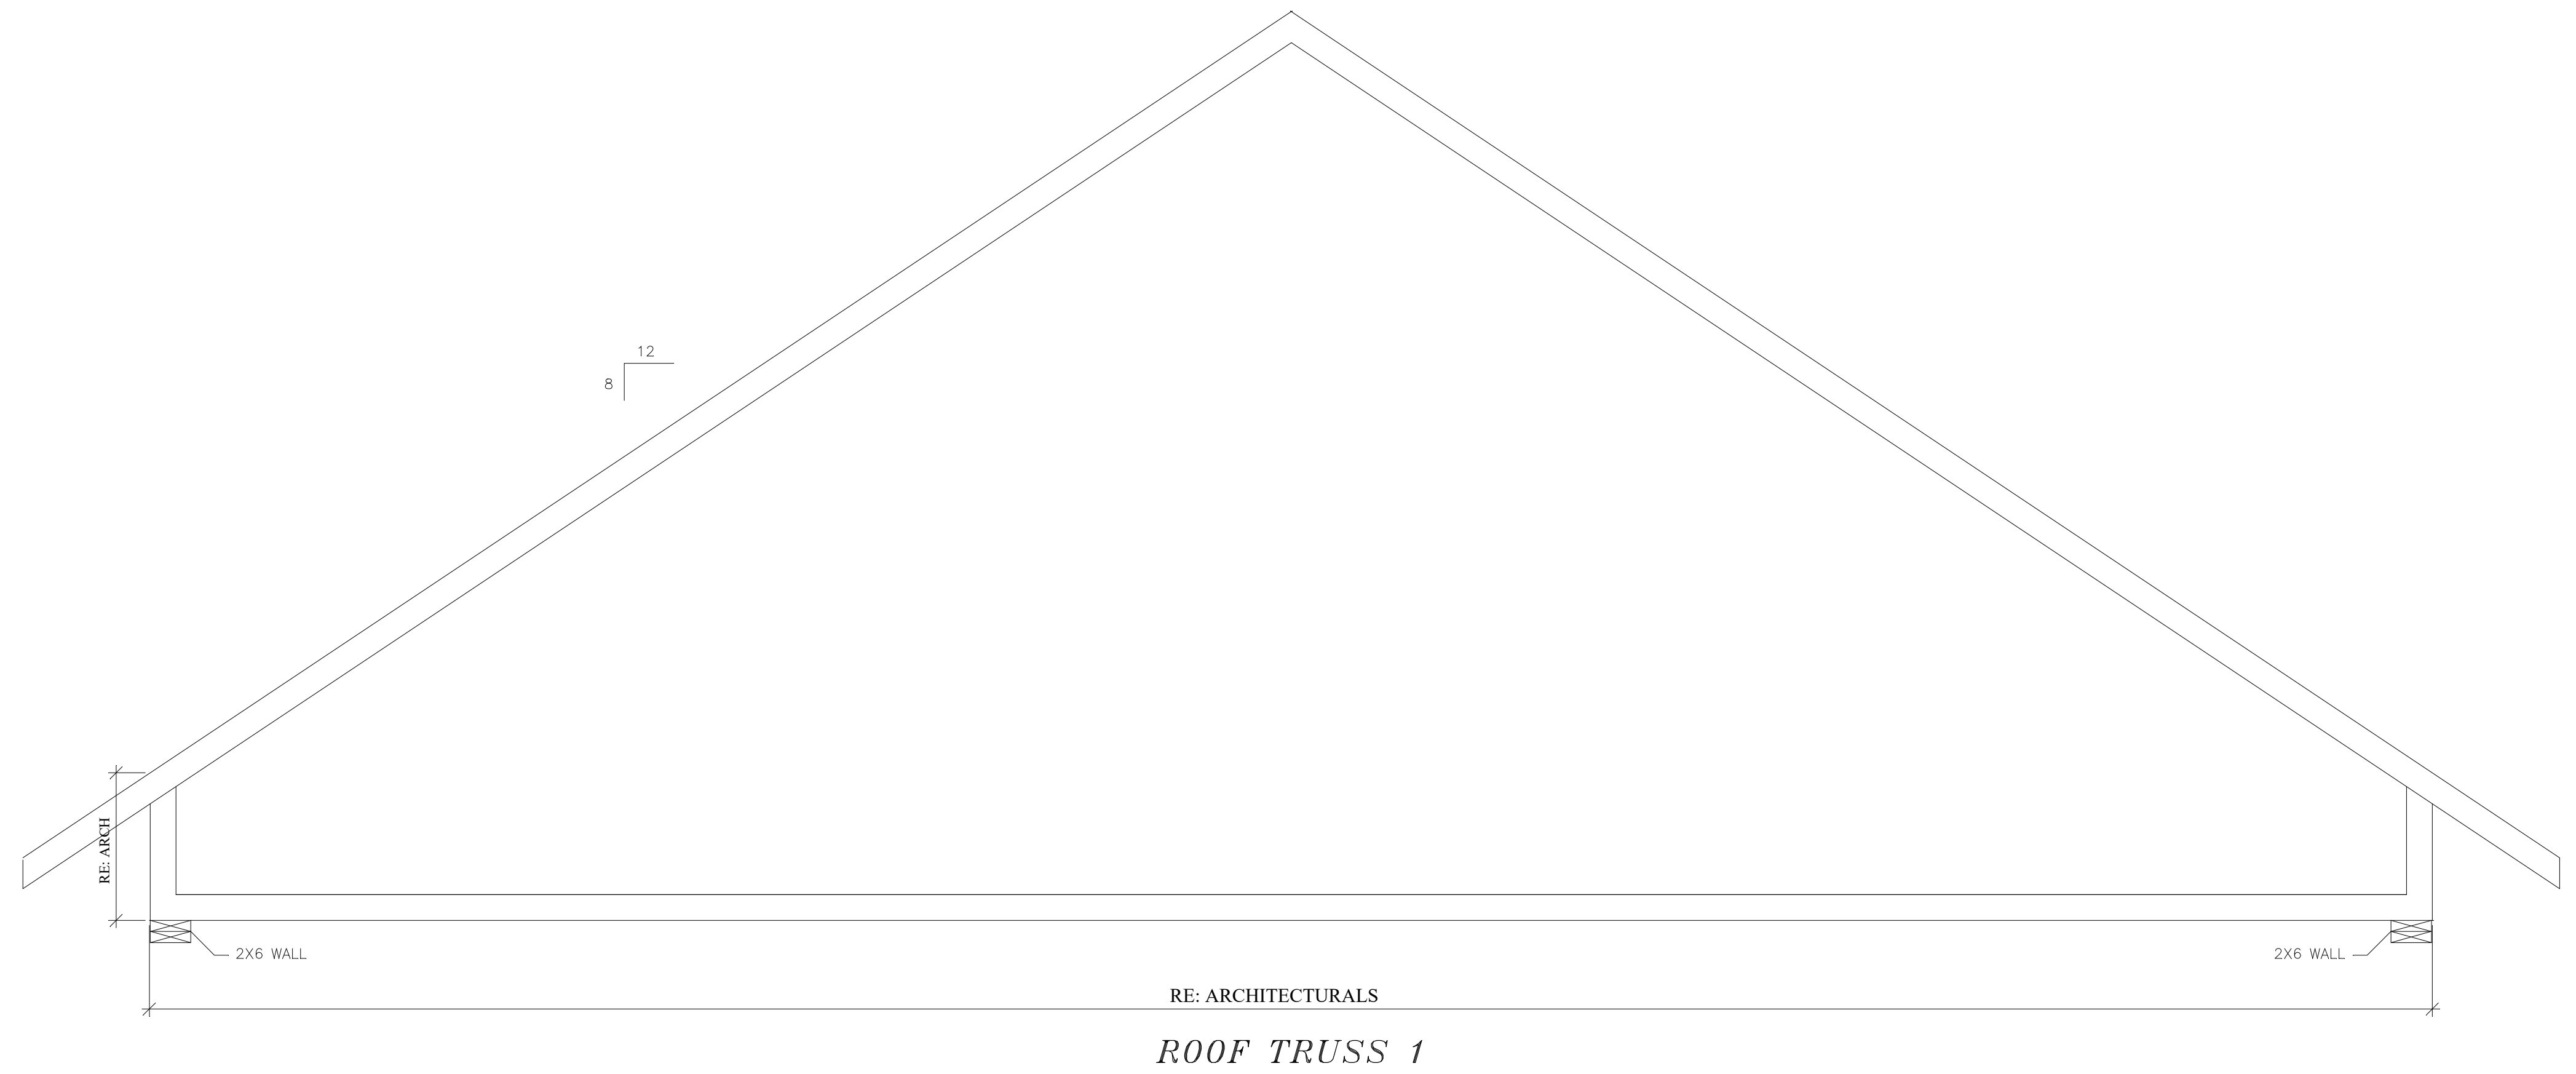 12
8
RE: ARCH
2X6 WALL
2X6 WALL
RE: ARCHITECTURALS
ROOF TRUSS 1